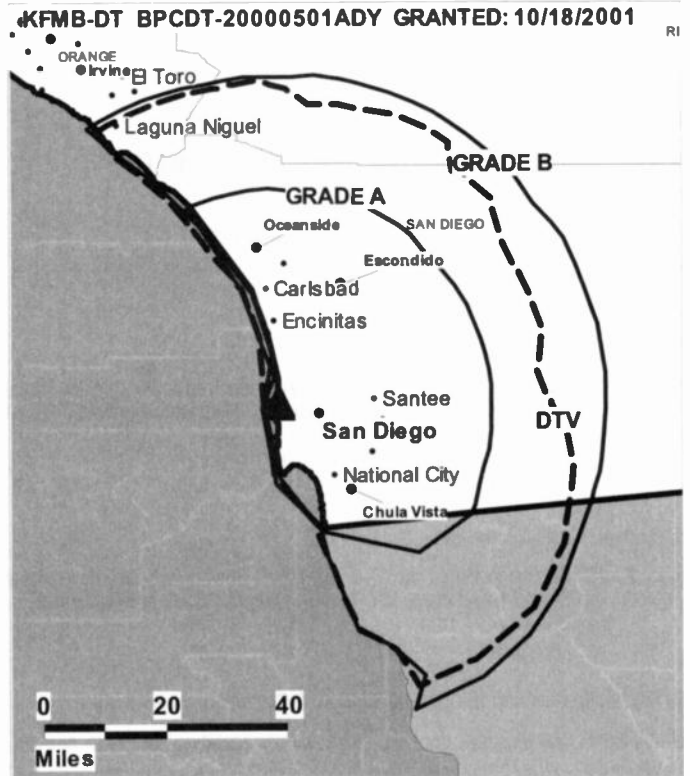 KFMB-DT BPCDT-20000501ADY GRANTED: 10/18/2001
RI
ORANGE
Irvine
El Toro
Laguna Niguel
GRADE B
GRADE A
Oceanside
SAN DIEGO
Escondido
Carlsbad
Encinitas
Santee
DTV
San Diego
National City
Chula Vista
0 20 40
Miles